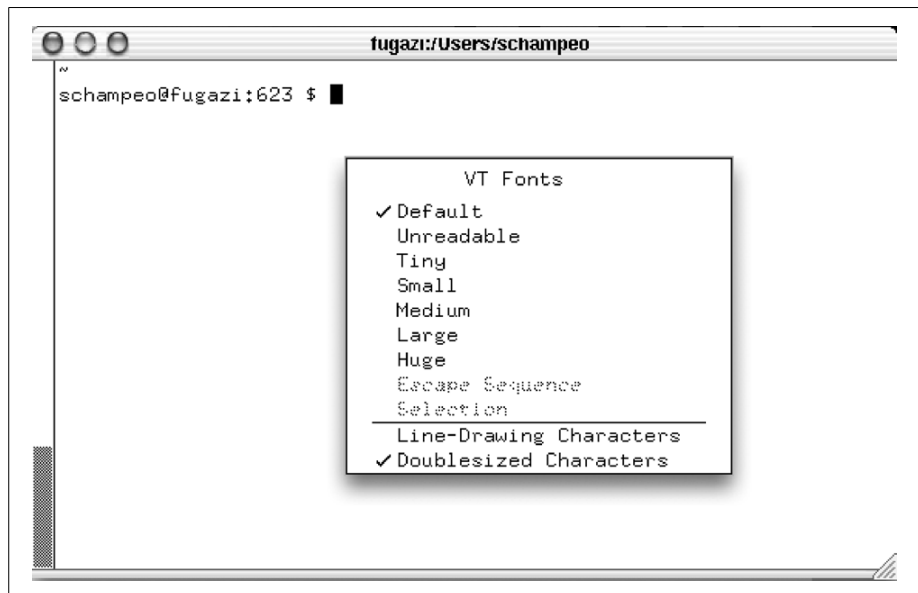 fugazi:/Users/schampeo
~
schampeo@fugazi:623 $
VT Fonts
✓ Default
Unreadable
Tiny
Small
Medium
Large
Huge
Escape Sequence
Selection
Line-Drawing Characters
✓ Doublesized Characters